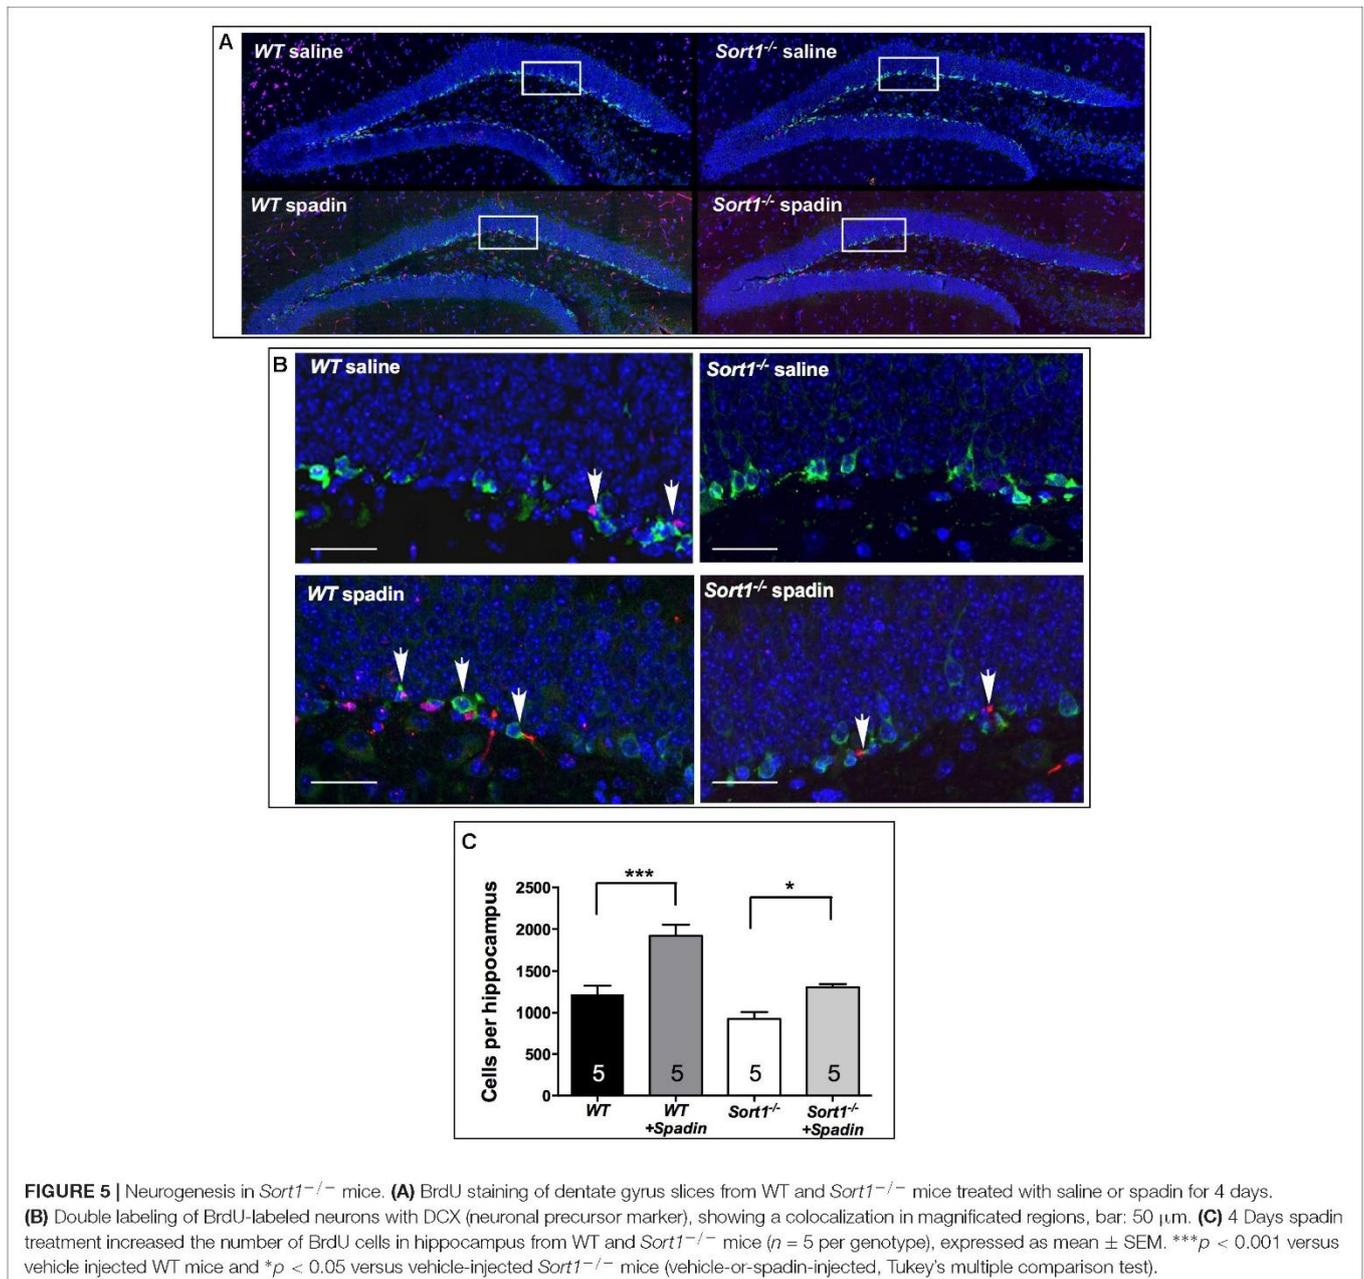 A
WT saline
Sort1-/- saline
WT spadin
Sort1-/- spadin
B
WT saline
Sort1-/- saline
WT spadin
Sort1-/- spadin
C
Cells per hippocampus
2500
2000
1500
1000
500
0
***
*
5
5
5
5
WT
WT
+Spadin
Sort1-/-
Sort1-/-
+Spadin
FIGURE 5 | Neurogenesis in Sort1−/− mice. (A) BrdU staining of dentate gyrus slices from WT and Sort1−/− mice treated with saline or spadin for 4 days.
(B) Double labeling of BrdU-labeled neurons with DCX (neuronal precursor marker), showing a colocalization in magnificated regions, bar: 50 μm. (C) 4 Days spadin
treatment increased the number of BrdU cells in hippocampus from WT and Sort1−/− mice (n = 5 per genotype), expressed as mean ± SEM. ***p < 0.001 versus
vehicle injected WT mice and *p < 0.05 versus vehicle-injected Sort1−/− mice (vehicle-or-spadin-injected, Tukey's multiple comparison test).